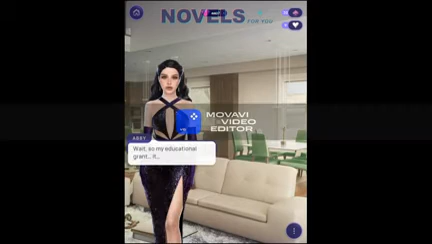 NOVELS
FOR YOU
MOVAVI
VIDEO
EDITOR
ABBY
Wait, so my educational
grant... it...